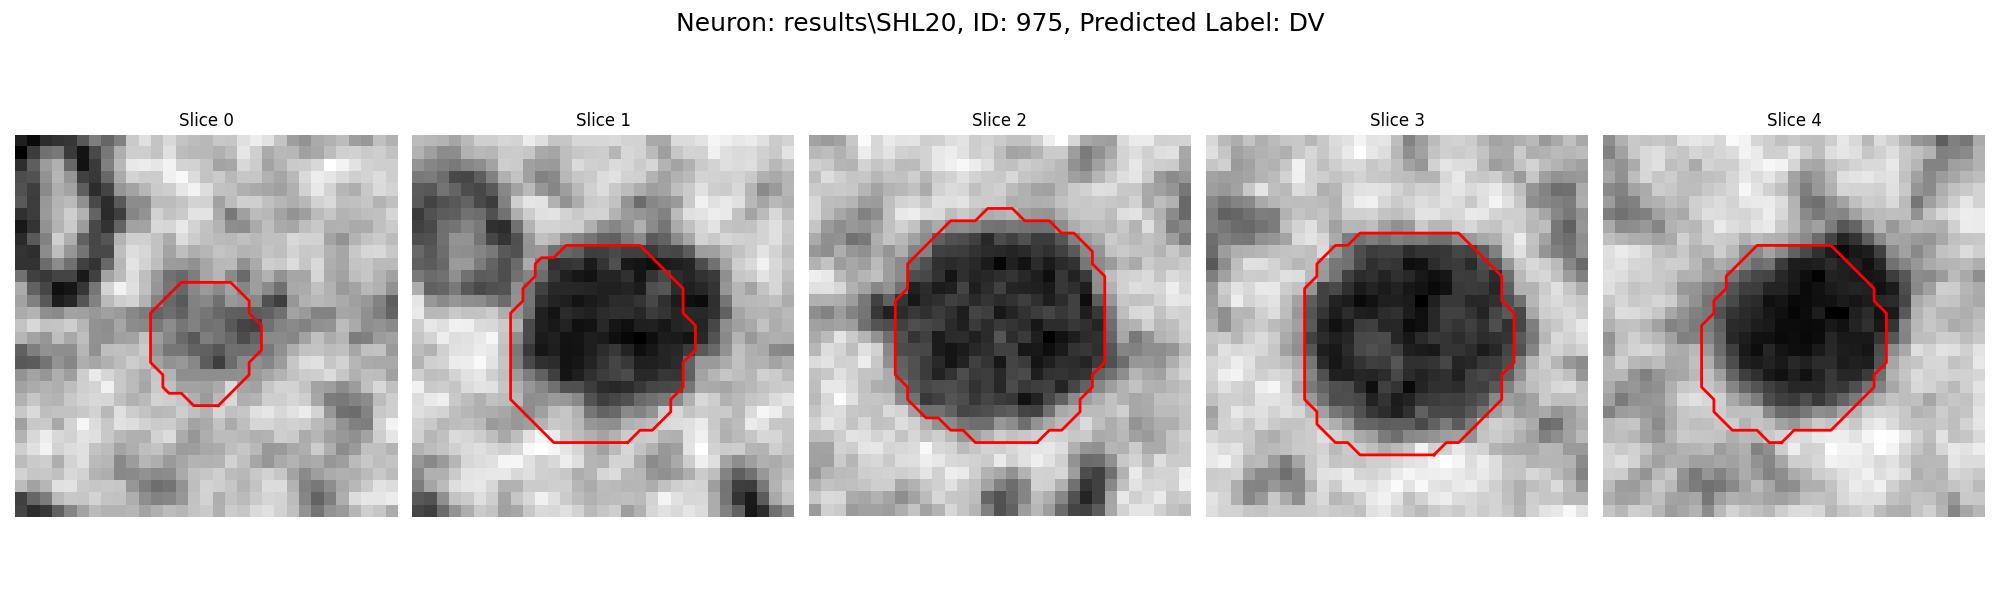 Neuron: results\SHL20, ID: 975, Predicted Label: DV
Slice 0
Slice 1
Slice 2
Slice 3
Slice 4